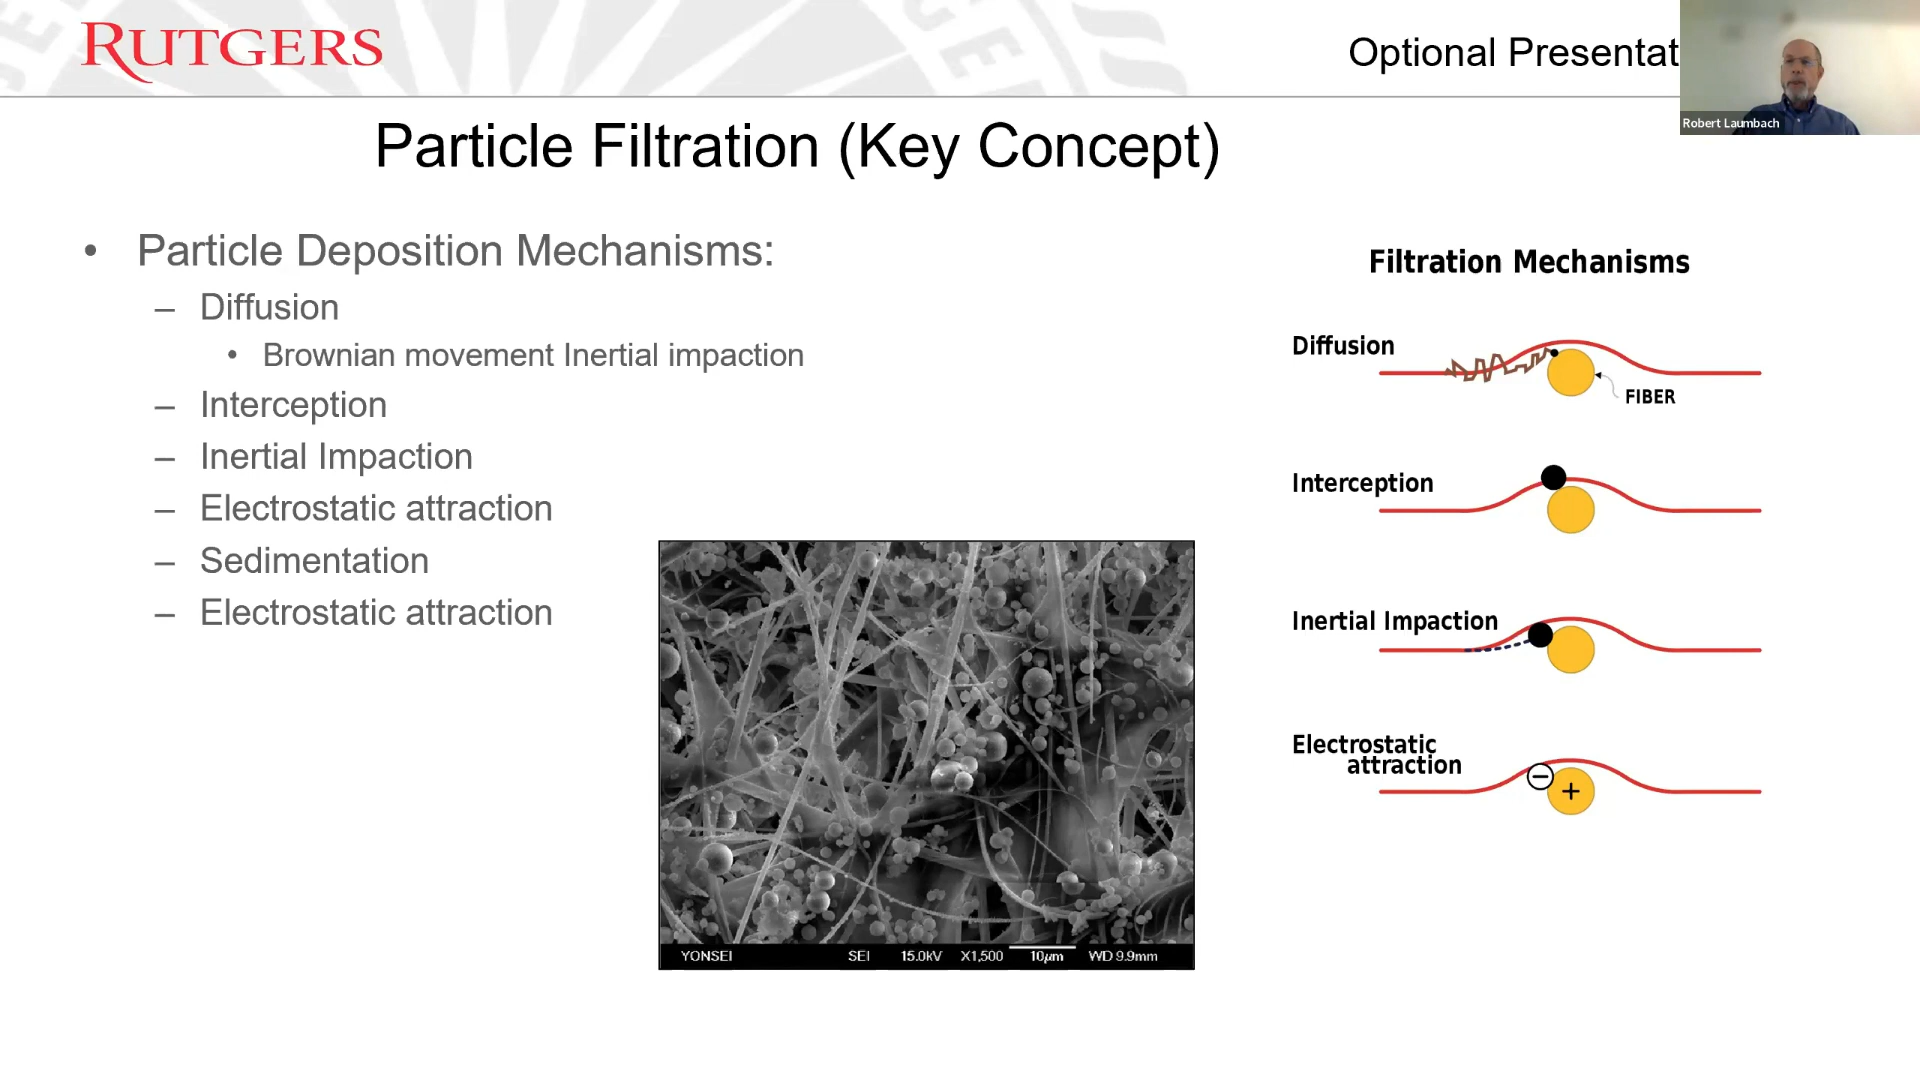 RUTGERS
Optional Presentat
Robert Laumbach
Particle Filtration (Key Concept)
• Particle Deposition Mechanisms:
– Diffusion
• Brownian movement Inertial impaction
– Interception
– Inertial Impaction
– Electrostatic attraction
– Sedimentation
– Electrostatic attraction
Filtration Mechanisms
Diffusion
FIBER
Interception
Inertial Impaction
Electrostatic
attraction
−
+
YONSEI SEI 15.0kV X1,500 10µm WD 9.9mm